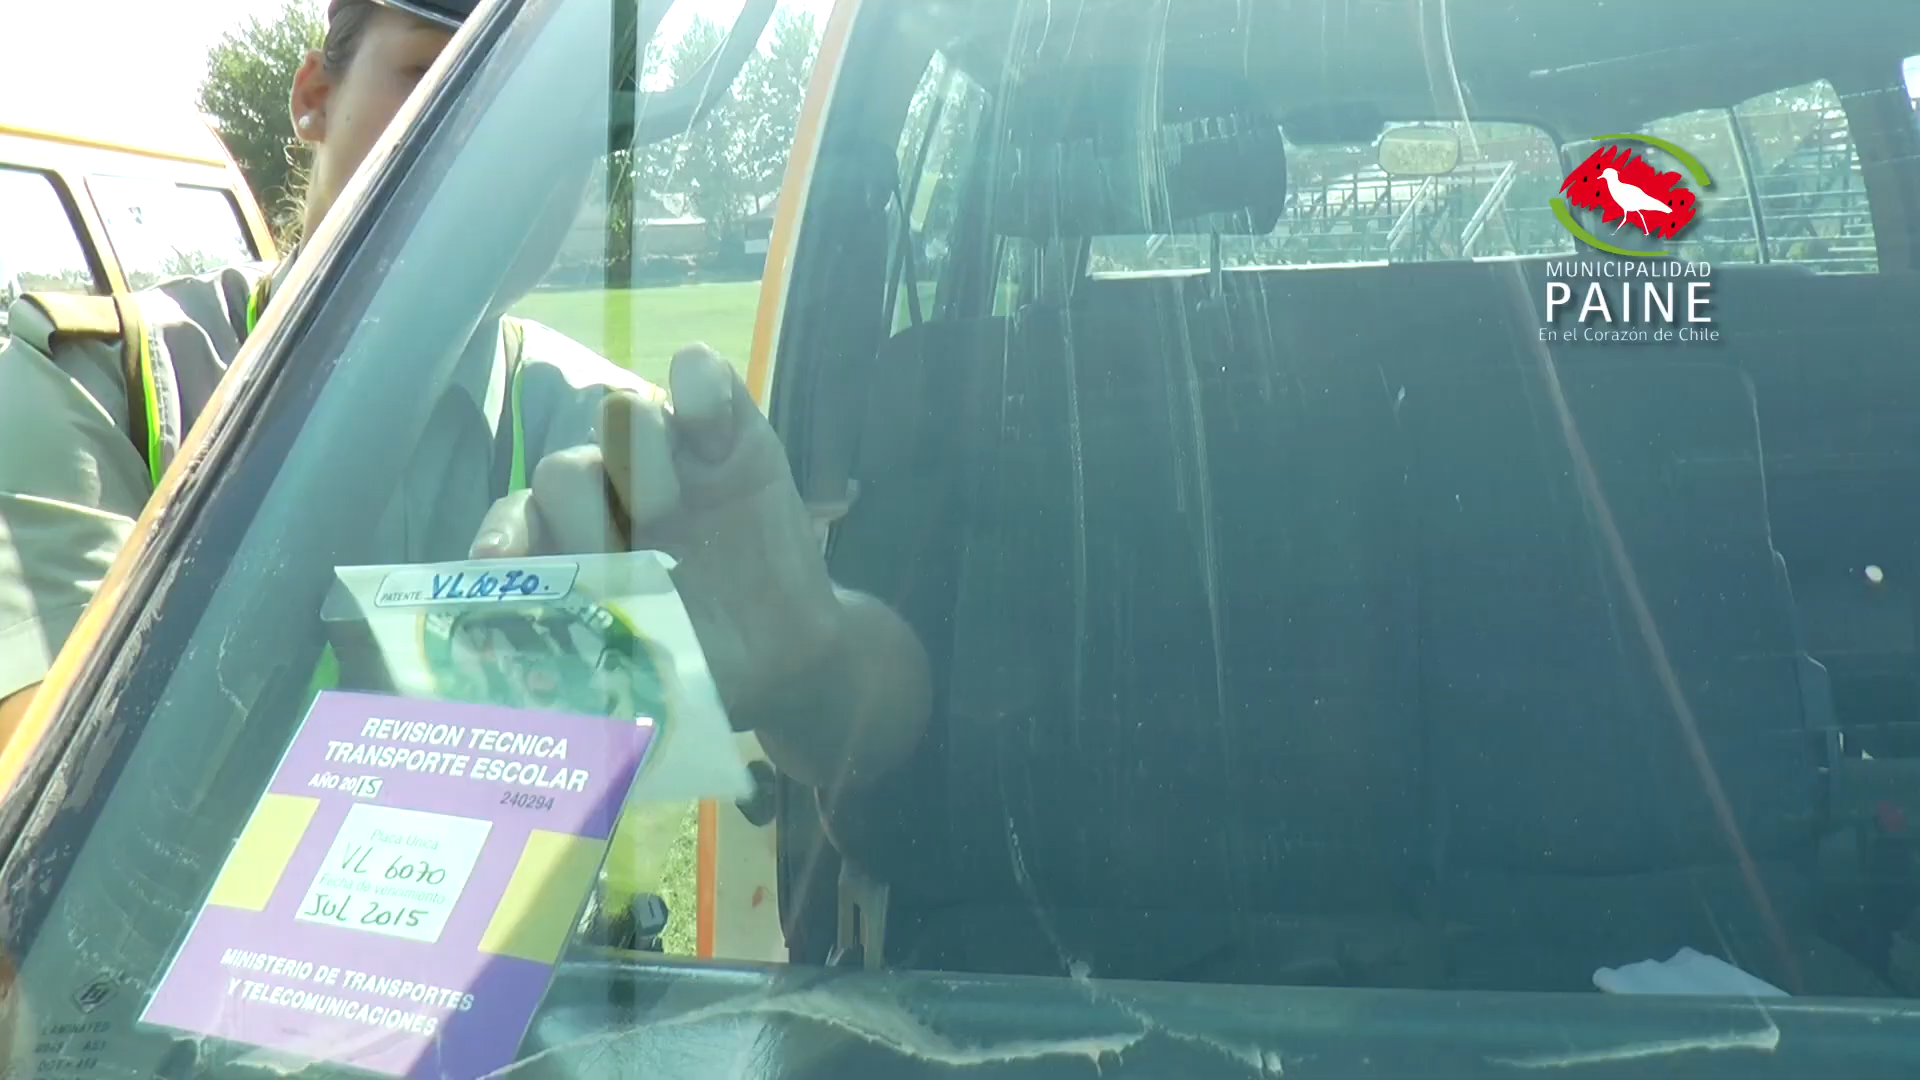 MUNICIPALIDAD
PAINE
En el Corazón de Chile
PATENTE VL6070.
REVISION TECNICA
TRANSPORTE ESCOLAR
AÑO 2015
240294
Placa Unica
VL 6070
Fecha de vencimiento
JUL 2015
MINISTERIO DE TRANSPORTES
Y TELECOMUNICACIONES
LAMINATED